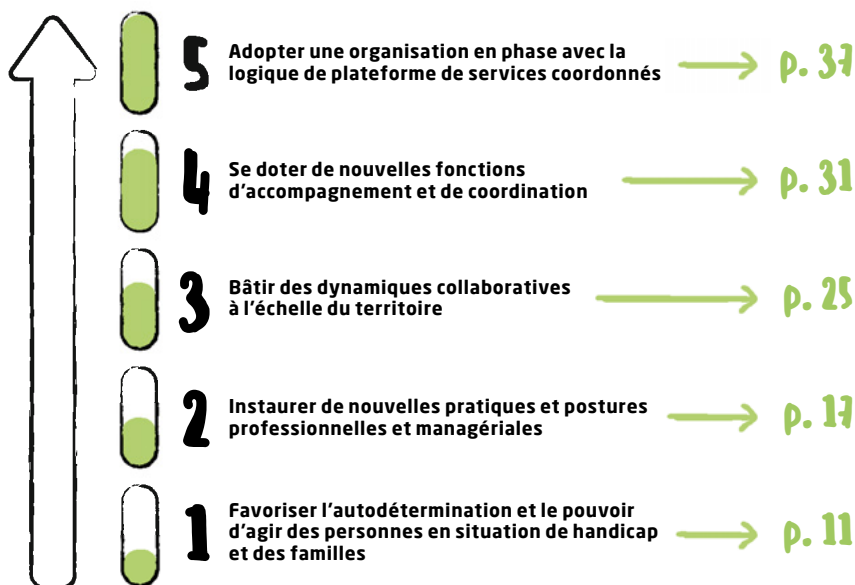 5 Adopter une organisation en phase avec la
logique de plateforme de services coordonnés p. 37
4 Se doter de nouvelles fonctions
d'accompagnement et de coordination p. 31
3 Bâtir des dynamiques collaboratives
à l'échelle du territoire p. 25
2 Instaurer de nouvelles pratiques et postures
professionnelles et managériales p. 17
1 Favoriser l'autodétermination et le pouvoir
d'agir des personnes en situation de handicap
et des familles p. 11